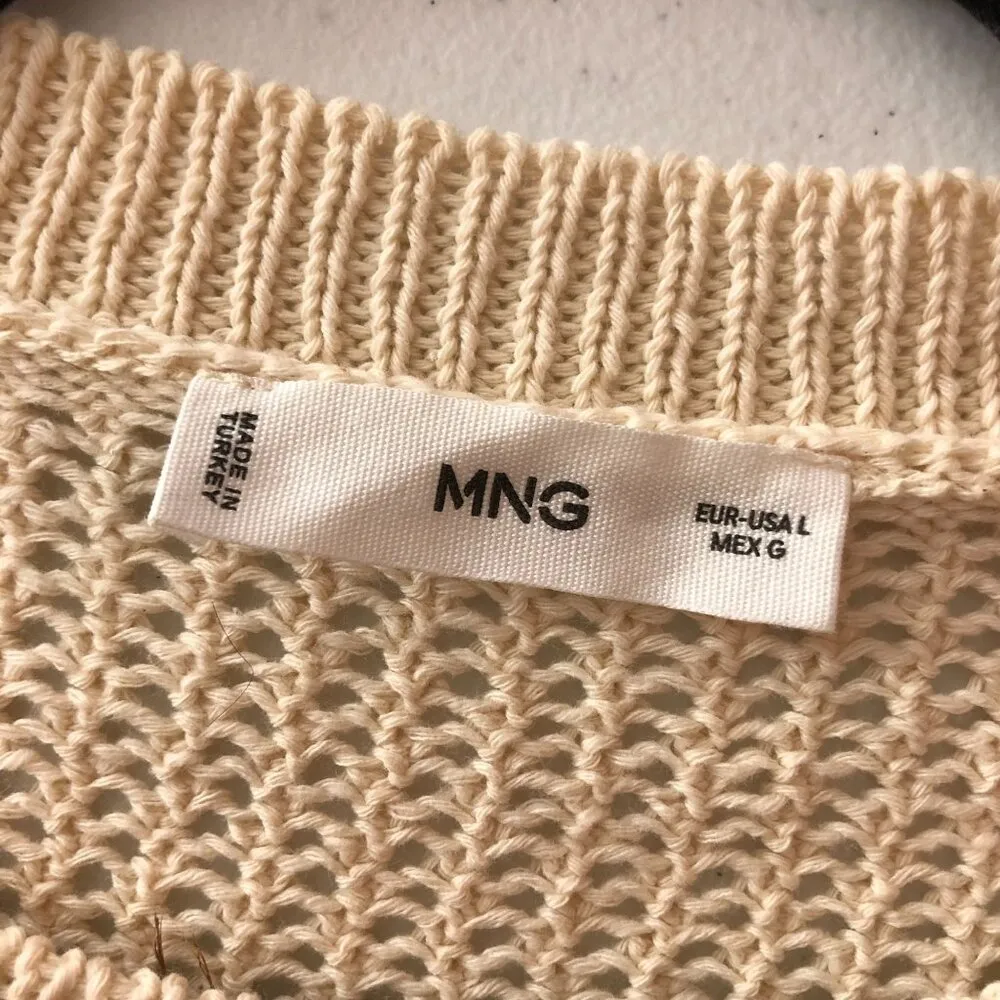 MADE IN
TURKEY
MNG
EUR-USA L
MEX G